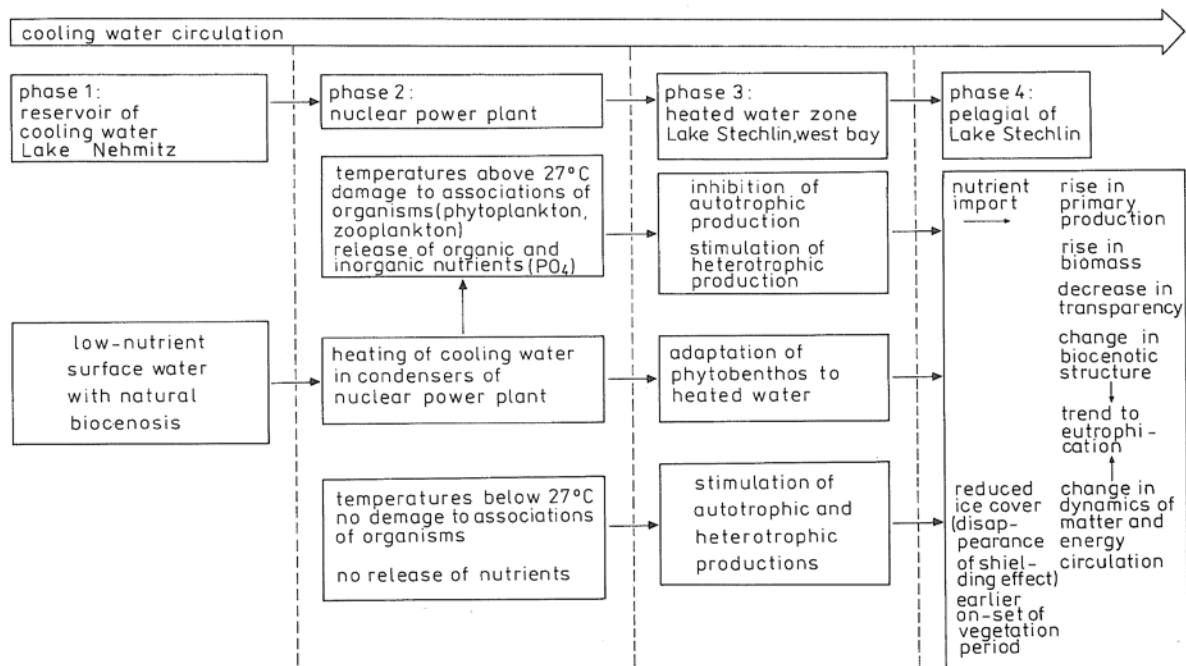 cooling water circulation
phase 1:
reservoir of
cooling water
Lake Nehmitz
phase 2:
nuclear power plant
phase 3:
heated water zone
Lake Stechlin, west bay
phase 4:
pelagial of
Lake Stechlin
temperatures above 27°C
damage to associations of
organisms (phytoplankton,
zooplankton)
release of organic and
inorganic nutrients (PO₄)
inhibition of
autotrophic
production
stimulation of
heterotrophic
production
nutrient
import
rise in
primary
production
rise in
biomass
decrease in
transparency
change in
biocenotic
structure
trend to
eutrophi-
cation
low-nutrient
surface water
with natural
biocenosis
heating of cooling water
in condensers of
nuclear power plant
adaptation of
phytobenthos to
heated water
temperatures below 27°C
no damage to associations
of organisms
no release of nutrients
stimulation of
autotrophic and
heterotrophic
productions
reduced
ice cover
(disap-
pearance
of shiel-
ding effect)
earlier
on-set of
vegetation
period
change in
dynamics of
matter and
energy
circulation